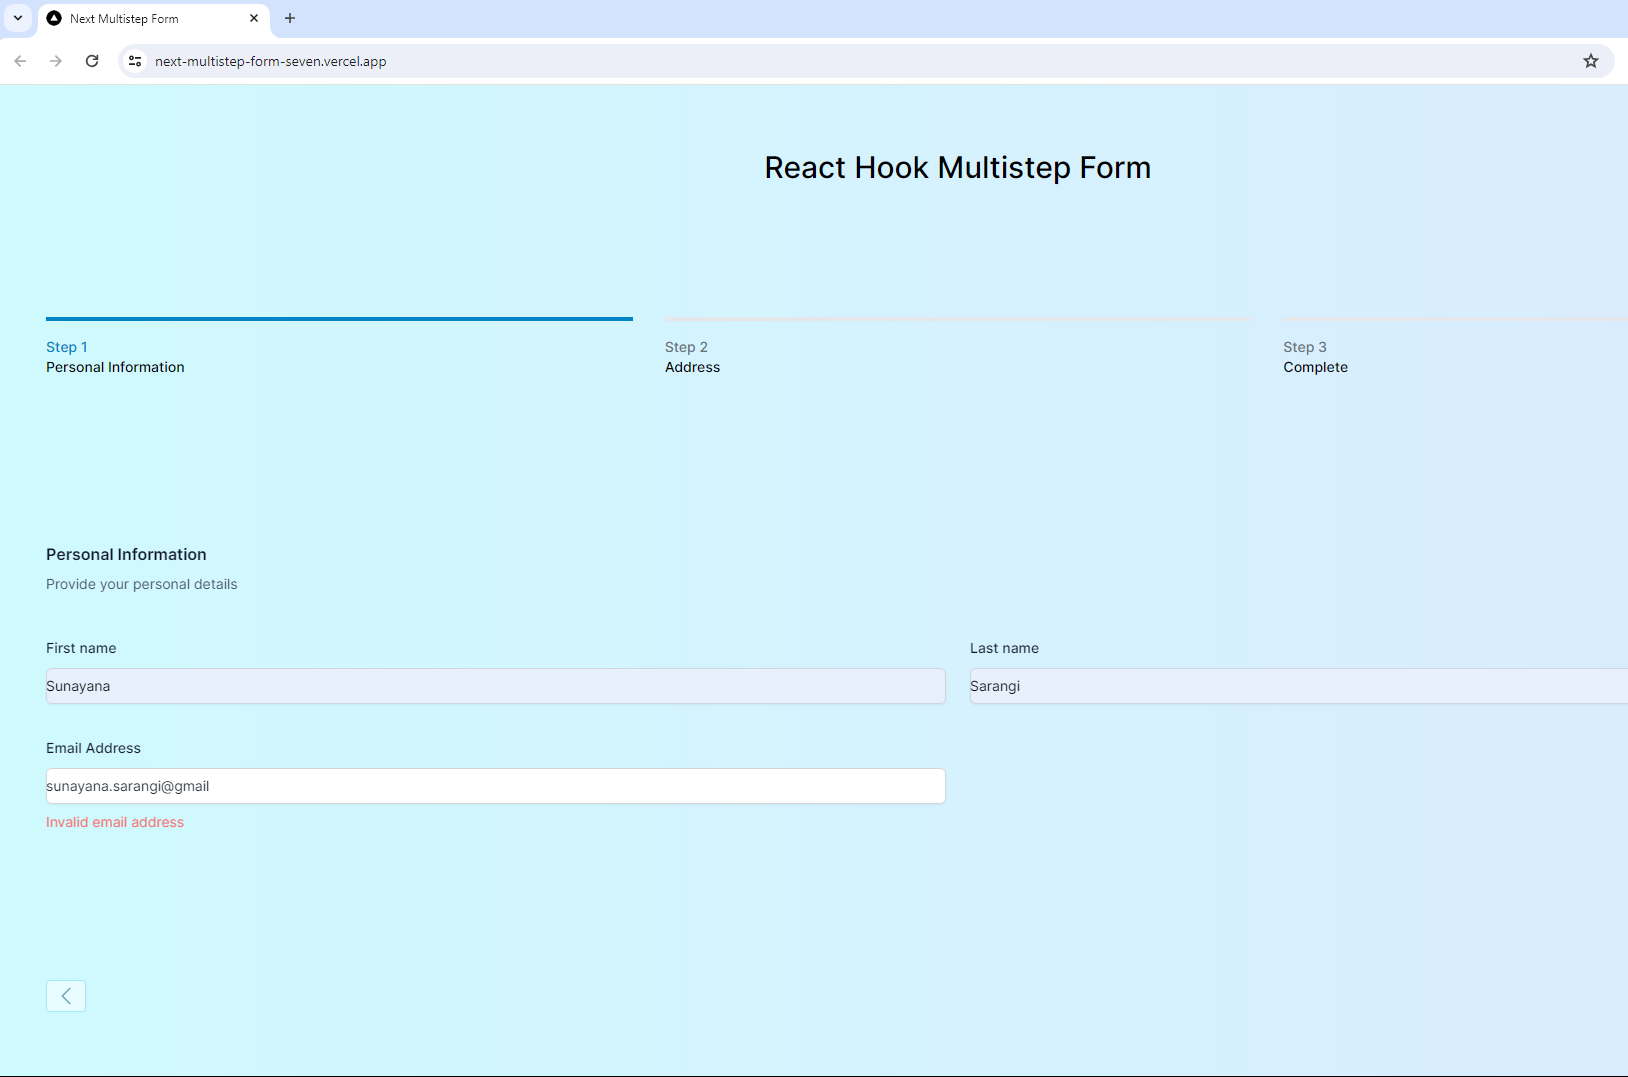 Next Multistep Form
next-multistep-form-seven.vercel.app
React Hook Multistep Form
Step 1
Personal Information
Step 2
Address
Step 3
Complete
Personal Information
Provide your personal details
First name
Sunayana
Last name
Sarangi
Email Address
sunayana.sarangi@gmail
Invalid email address